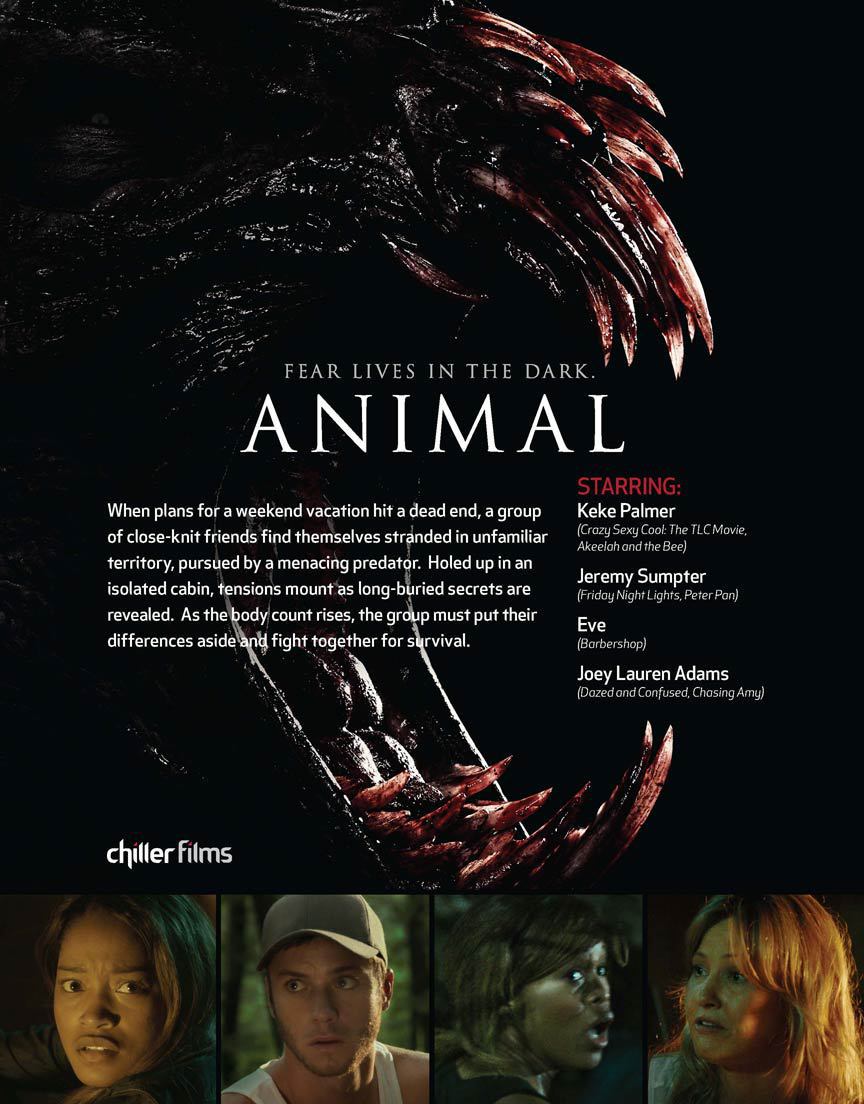 FEAR LIVES IN THE DARK.
ANIMAL
When plans for a weekend vacation hit a dead end, a group
of close-knit friends find themselves stranded in unfamiliar
territory, pursued by a menacing predator. Holed up in an
isolated cabin, tensions mount as long-buried secrets are
revealed. As the body count rises, the group must put their
differences aside and fight together for survival.
STARRING:
Keke Palmer
(Crazy Sexy Cool: The TLC Movie,
Akeelah and the Bee)
Jeremy Sumpter
(Friday Night Lights, Peter Pan)
Eve
(Barbershop)
Joey Lauren Adams
(Dazed and Confused, Chasing Amy)
chiller films